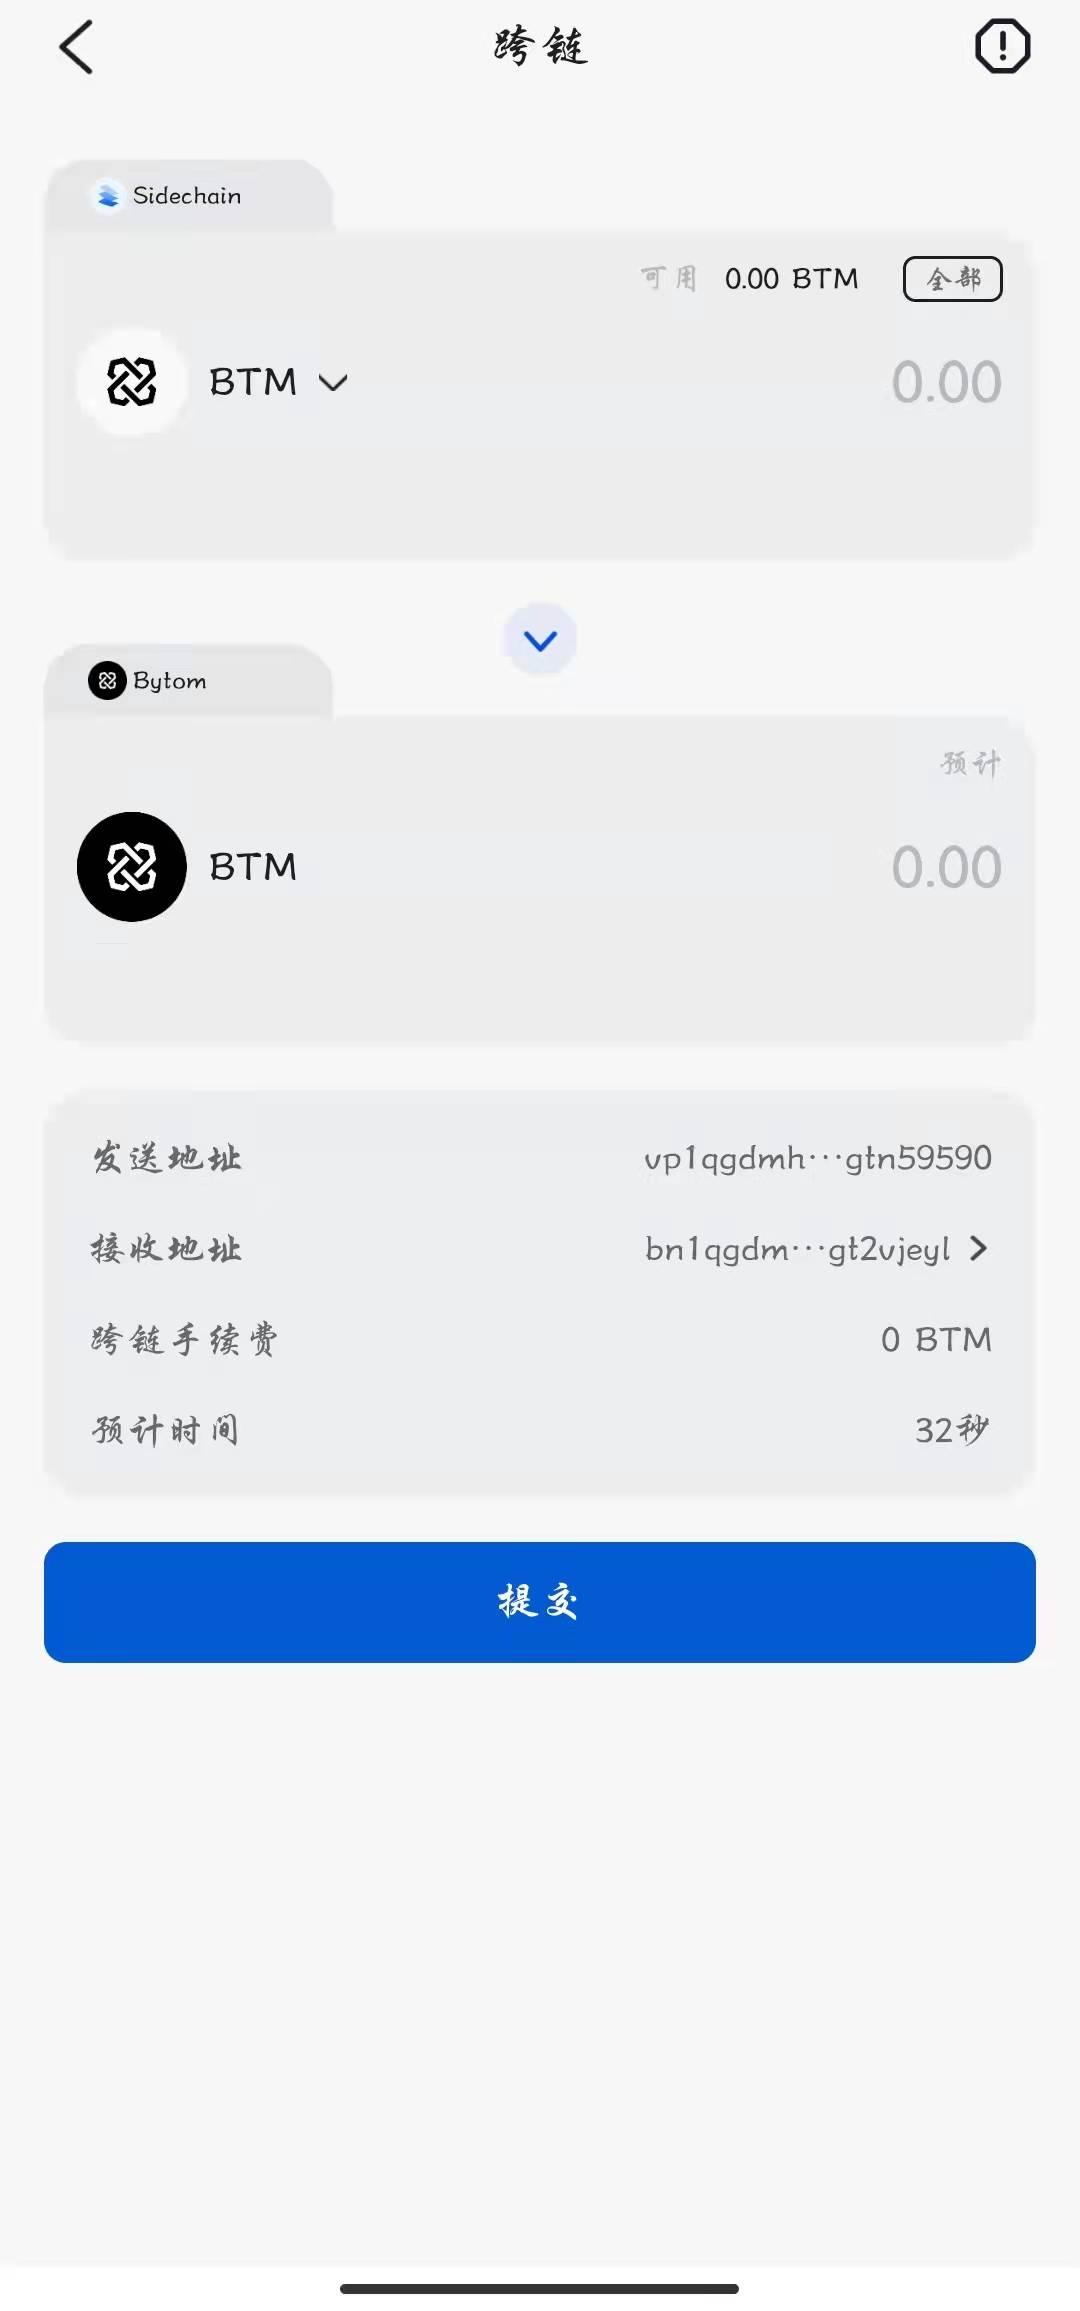 跨链
Sidechain
可用 0.00 BTM 全部
BTM 0.00
Bytom
预计
BTM 0.00
发送地址 vp1qgdmh···gtn59590
接收地址 bn1qgdm···gt2vjeyl
跨链手续费 0 BTM
预计时间 32秒
提交